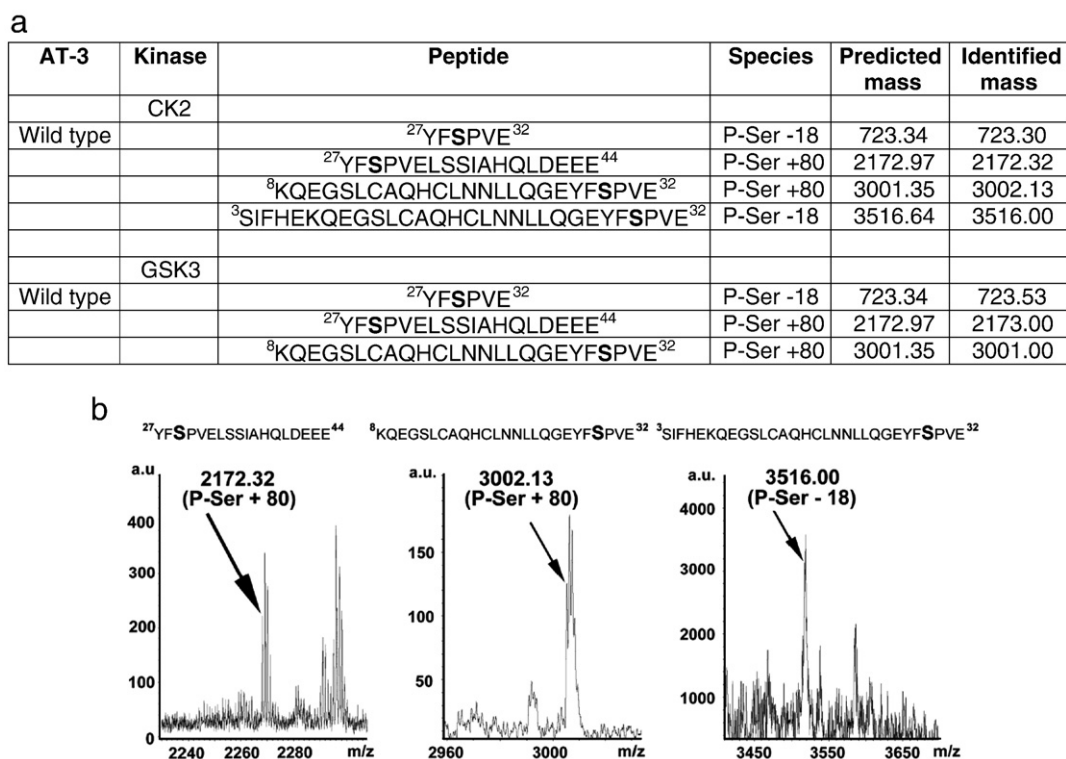 a
AT-3 Kinase Peptide Species Predicted mass Identified mass
CK2
Wild type ²⁷YFSPVE³² P-Ser -18 723.34 723.30
²⁷YFSPVELSSIAHQLDEEE⁴⁴ P-Ser +80 2172.97 2172.32
⁸KQEGSLCAQHCLNNLLQGEYFSPVE³² P-Ser +80 3001.35 3002.13
³SIFHEKQEGSLCAQHCLNNLLQGEYFSPVE³² P-Ser -18 3516.64 3516.00
GSK3
Wild type ²⁷YFSPVE³² P-Ser -18 723.34 723.53
²⁷YFSPVELSSIAHQLDEEE⁴⁴ P-Ser +80 2172.97 2173.00
⁸KQEGSLCAQHCLNNLLQGEYFSPVE³² P-Ser +80 3001.35 3001.00
b
²⁷YFSPVELSSIAHQLDEEE⁴⁴
a.u
2172.32
(P-Ser + 80)
400
300
200
100
0
2240 2260 2280 m/z
⁸KQEGSLCAQHCLNNLLQGEYFSPVE³²
a.u.
3002.13
(P-Ser + 80)
150
100
50
2960 3000 m/z
³SIFHEKQEGSLCAQHCLNNLLQGEYFSPVE³²
a.u.
3516.00
(P-Ser - 18)
4000
3000
2000
1000
3450 3550 3650 m/z